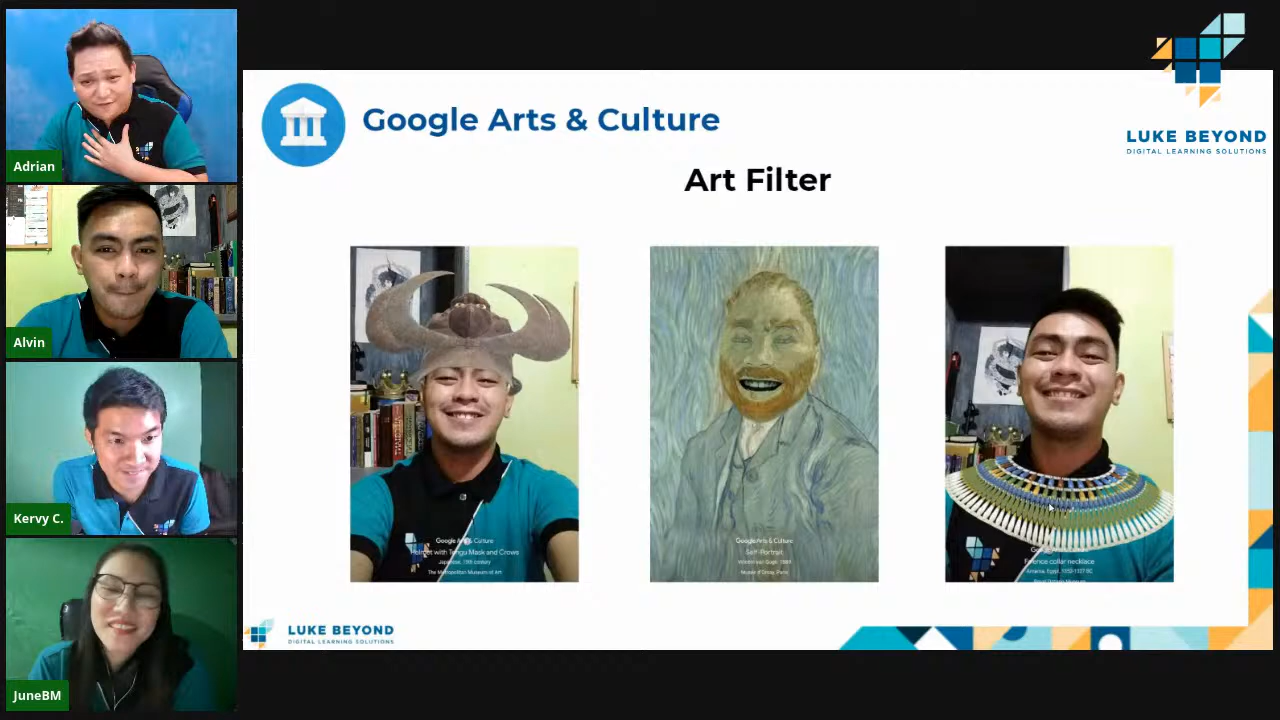 Adrian
Alvin
Kervy C.
JuneBM
Google Arts & Culture
Art Filter
Google Arts & Culture
Helmet with Tengu Mask and Crows
Japanese, 19th century
The Metropolitan Museum of Art
Google Arts & Culture
Self-Portrait
Vincent van Gogh, 1889
Musée d'Orsay, Paris
Faience collar necklace
LUKE BEYOND
DIGITAL LEARNING SOLUTIONS
LUKE BEYOND
DIGITAL LEARNING SOLUTIONS